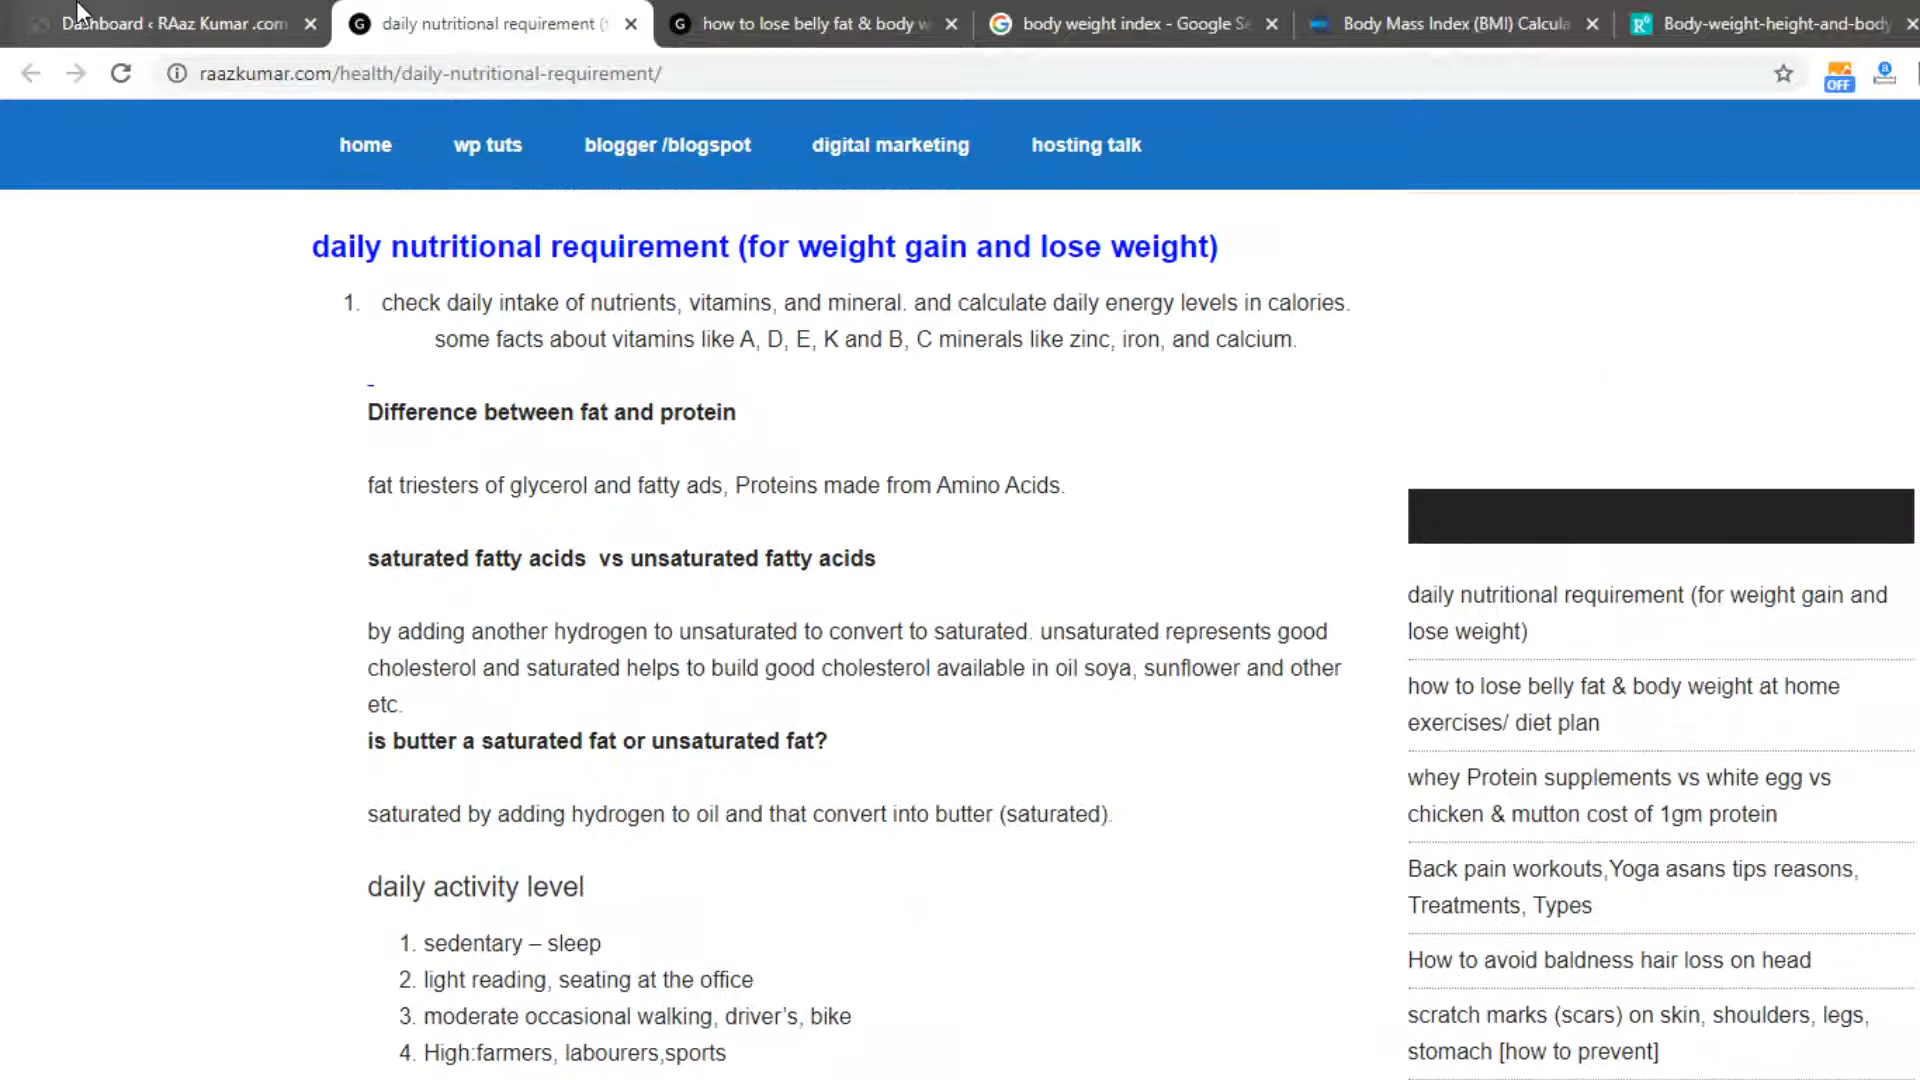 Dashboard ‹ RAaz Kumar .com
daily nutritional requirement (
how to lose belly fat & body w
body weight index - Google Se
Body Mass Index (BMI) Calcula
Body-weight-height-and-body
raazkumar.com/health/daily-nutritional-requirement/
OFF
home
wp tuts
blogger /blogspot
digital marketing
hosting talk
daily nutritional requirement (for weight gain and lose weight)
1. check daily intake of nutrients, vitamins, and mineral. and calculate daily energy levels in calories.
some facts about vitamins like A, D, E, K and B, C minerals like zinc, iron, and calcium.
Difference between fat and protein
fat triesters of glycerol and fatty ads, Proteins made from Amino Acids.
saturated fatty acids vs unsaturated fatty acids
by adding another hydrogen to unsaturated to convert to saturated. unsaturated represents good
cholesterol and saturated helps to build good cholesterol available in oil soya, sunflower and other
etc.
is butter a saturated fat or unsaturated fat?
saturated by adding hydrogen to oil and that convert into butter (saturated).
daily activity level
1. sedentary – sleep
2. light reading, seating at the office
3. moderate occasional walking, driver’s, bike
4. High:farmers, labourers,sports
daily nutritional requirement (for weight gain and
lose weight)
how to lose belly fat & body weight at home
exercises/ diet plan
whey Protein supplements vs white egg vs
chicken & mutton cost of 1gm protein
Back pain workouts,Yoga asans tips reasons,
Treatments, Types
How to avoid baldness hair loss on head
scratch marks (scars) on skin, shoulders, legs,
stomach [how to prevent]